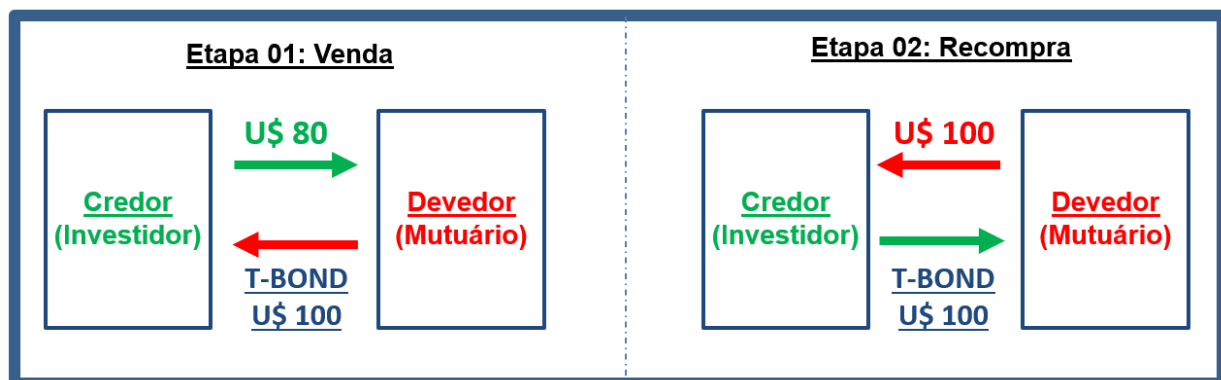 Etapa 01: Venda
U$ 80
Credor
(Investidor)
Devedor
(Mutuário)
T-BOND
U$ 100
Etapa 02: Recompra
U$ 100
Credor
(Investidor)
Devedor
(Mutuário)
T-BOND
U$ 100